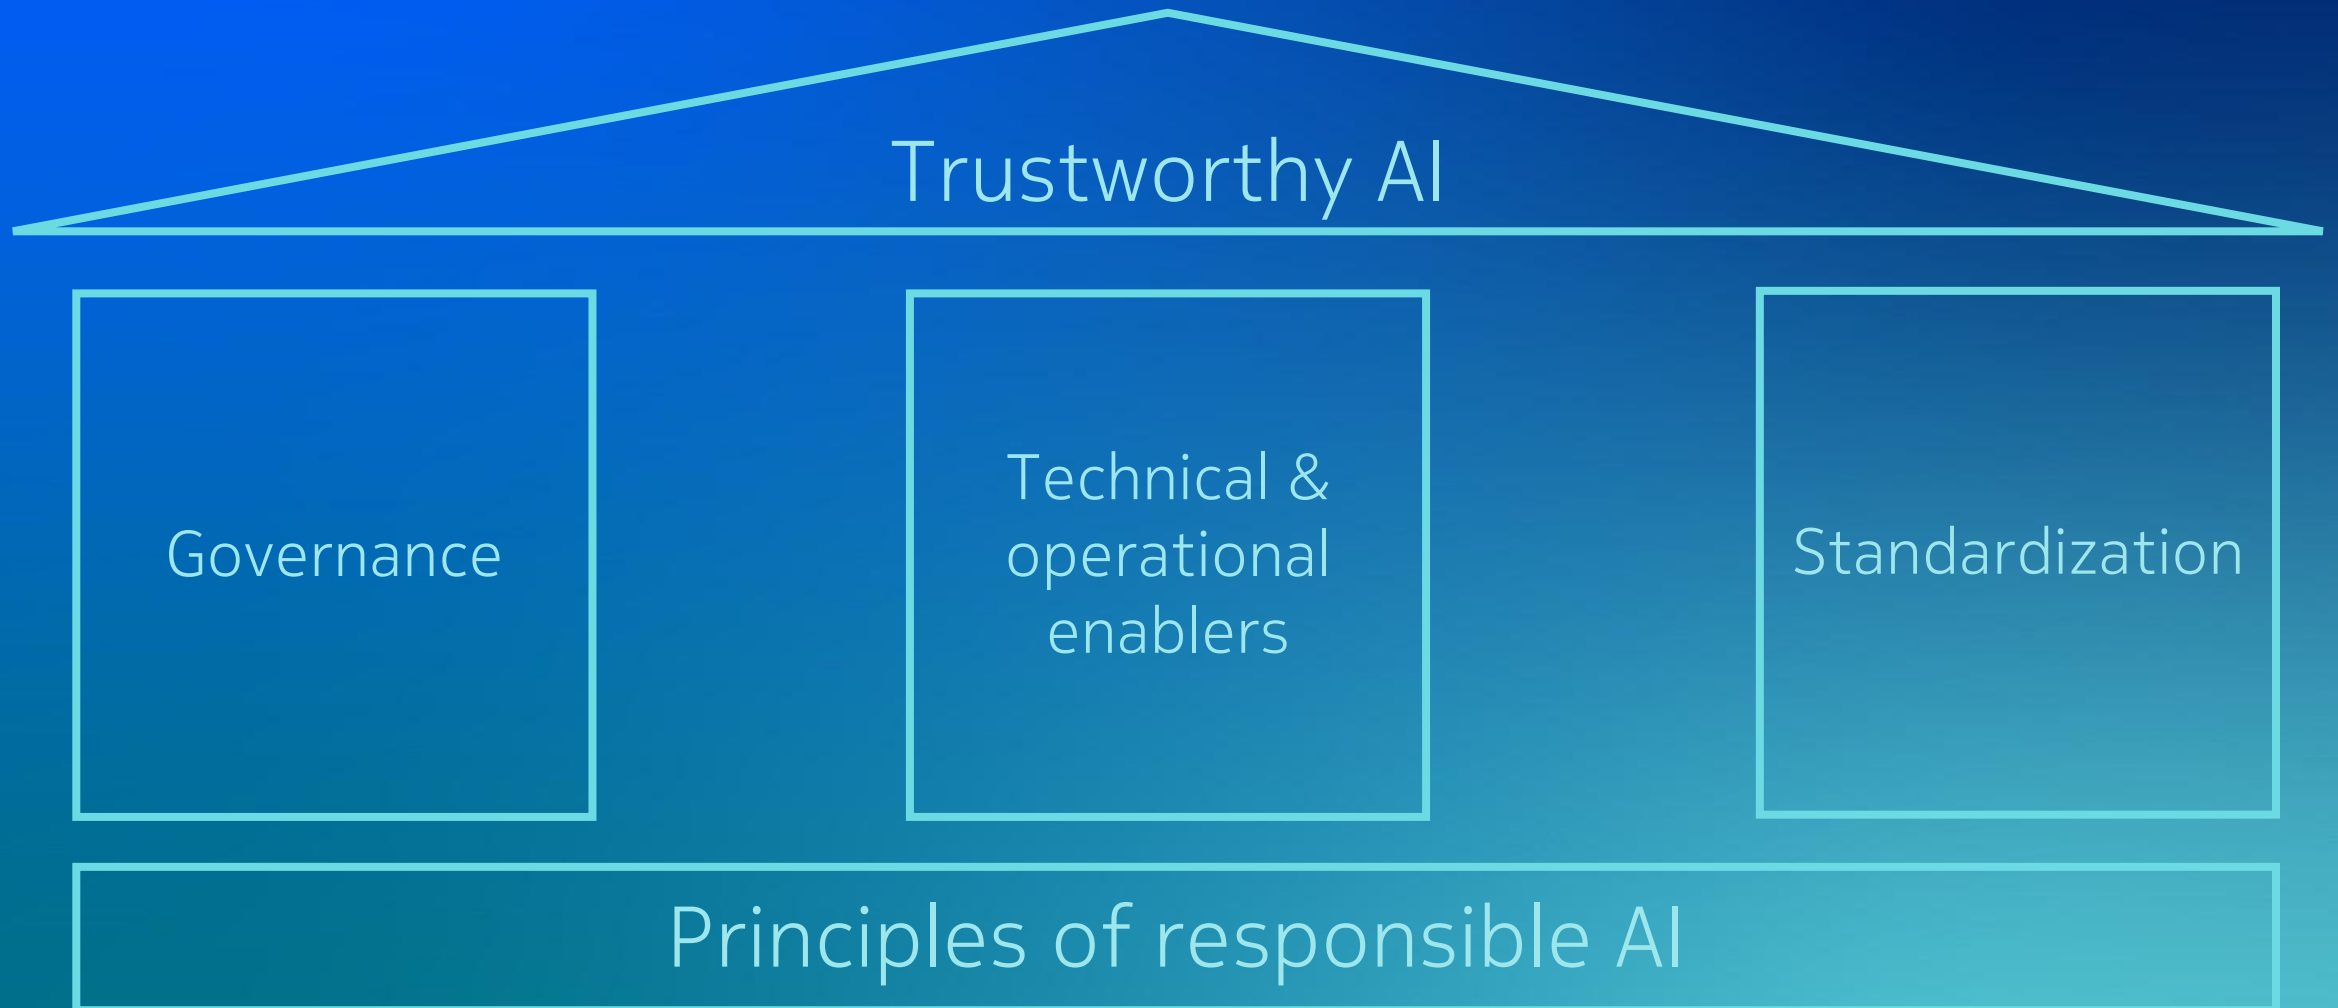 Trustworthy AI
Governance
Technical &
operational
enablers
Standardization
Principles of responsible AI